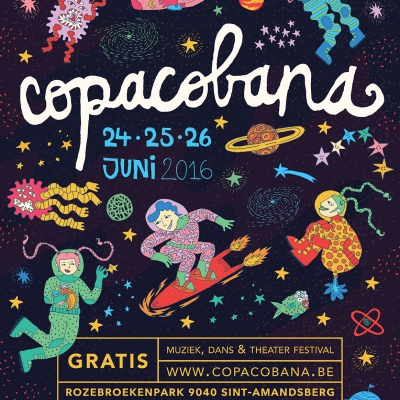 copacobana
24·25·26
JUNI 2016
GRATIS
MUZIEK, DANS & THEATER FESTIVAL
WWW.COPACOBANA.BE
ROZEBROEKENPARK 9040 SINT-AMANDSBERG